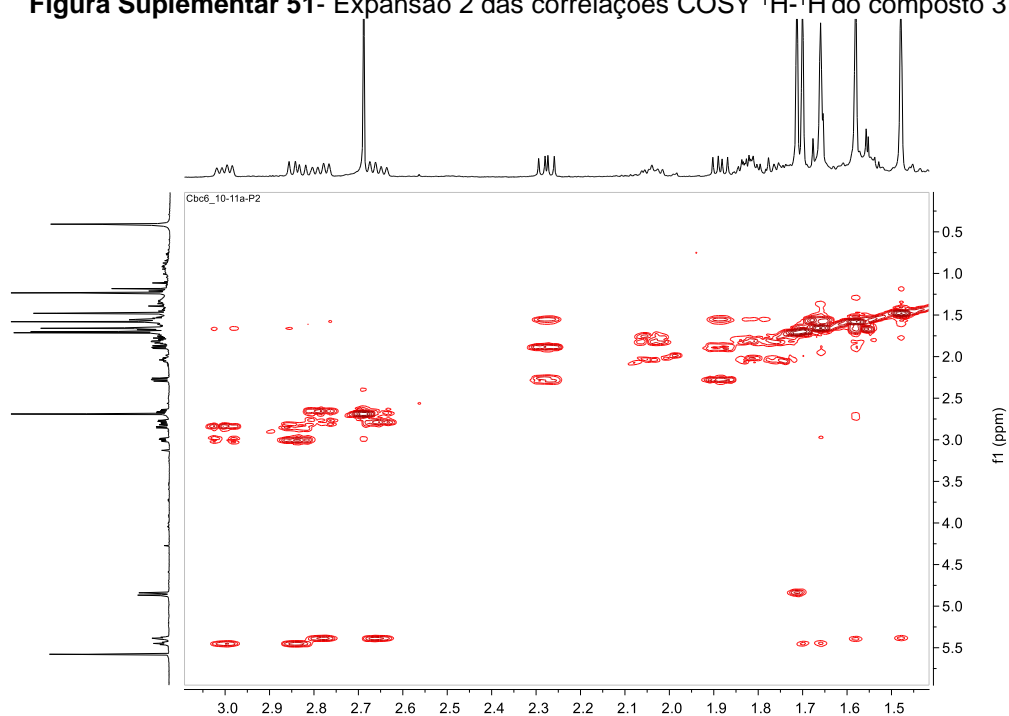 Figura Suplementar 51- Expansão 2 das correlações COSY ¹H-¹H do composto 3
Cbc6_10-11a-P2
0.5
1.0
1.5
2.0
2.5
3.0
3.5
4.0
4.5
5.0
5.5
f1 (ppm)
3.0 2.9 2.8 2.7 2.6 2.5 2.4 2.3 2.2 2.1 2.0 1.9 1.8 1.7 1.6 1.5